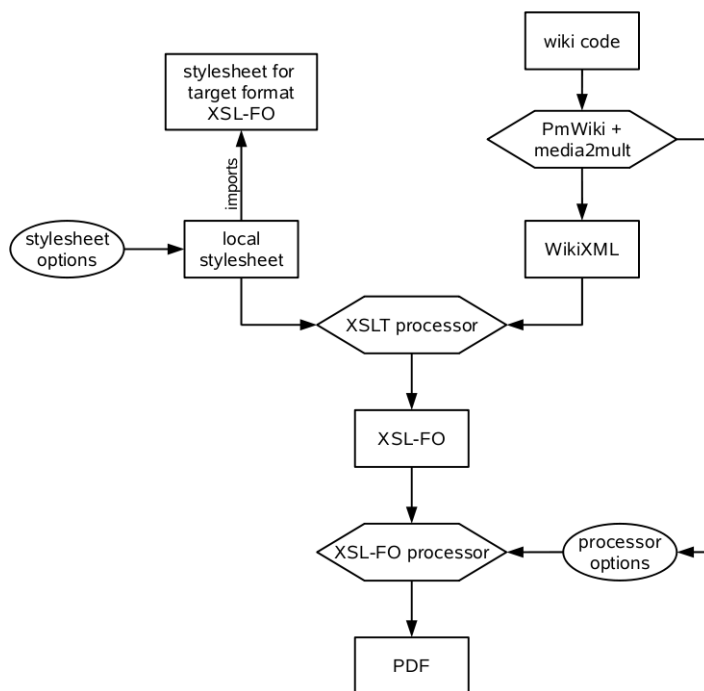 wiki code
stylesheet for
target format
XSL-FO
PmWiki +
media2mult
imports
stylesheet
options
local
stylesheet
WikiXML
XSLT processor
XSL-FO
XSL-FO processor
processor
options
PDF